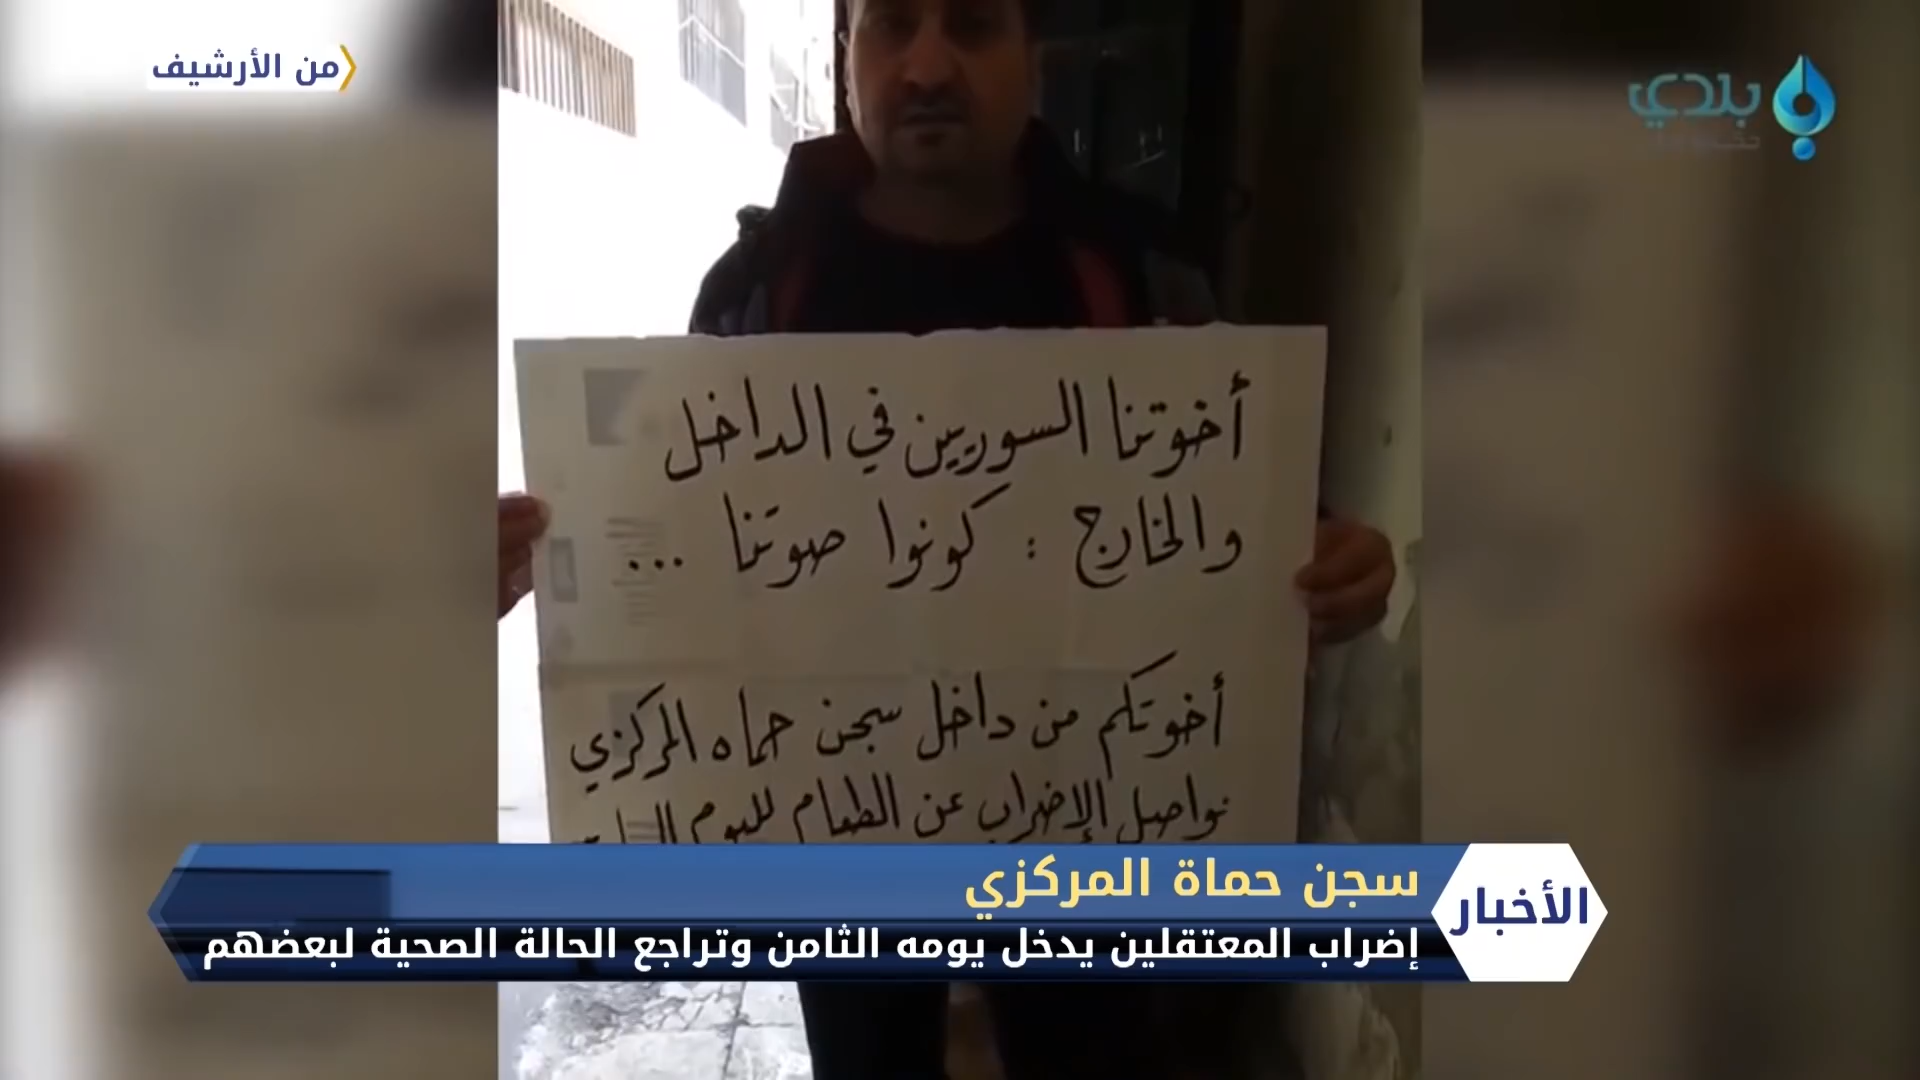 من الأرشيف
بلدي
أخوتنا السوريين في الداخل
والخارج : كونوا صوتنا ...
أخوتكم من داخل سجن حماه المركزي
نواصل الإضراب عن الطعام لليوم
الأخبار
سجن حماة المركزي
إضراب المعتقلين يدخل يومه الثامن وتراجع الحالة الصحية لبعضهم